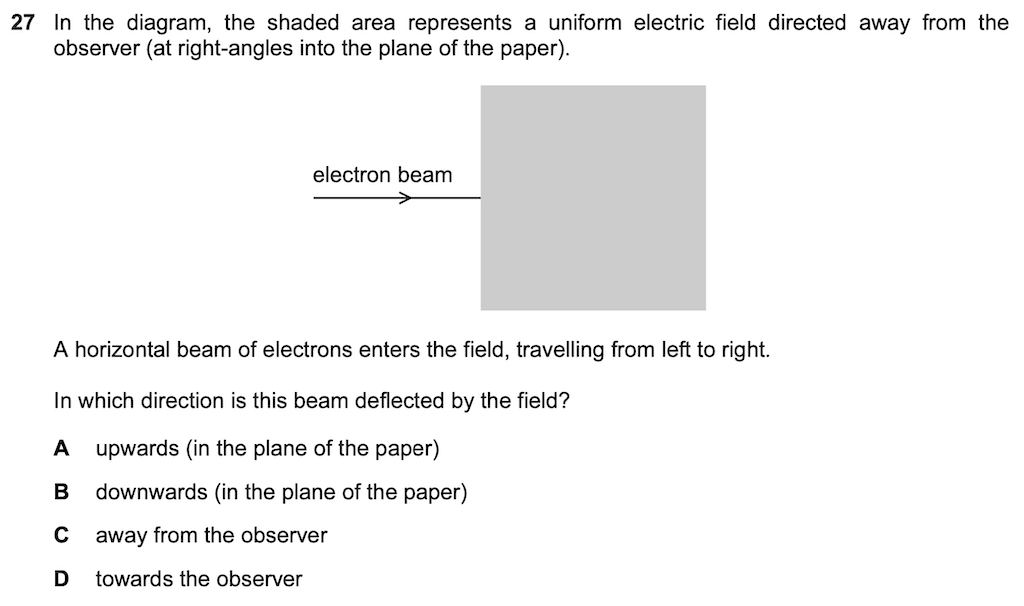 27 In the diagram, the shaded area represents a uniform electric field directed away from the
observer (at right-angles into the plane of the paper).
electron beam
A horizontal beam of electrons enters the field, travelling from left to right.
In which direction is this beam deflected by the field?
A upwards (in the plane of the paper)
B downwards (in the plane of the paper)
C away from the observer
D towards the observer